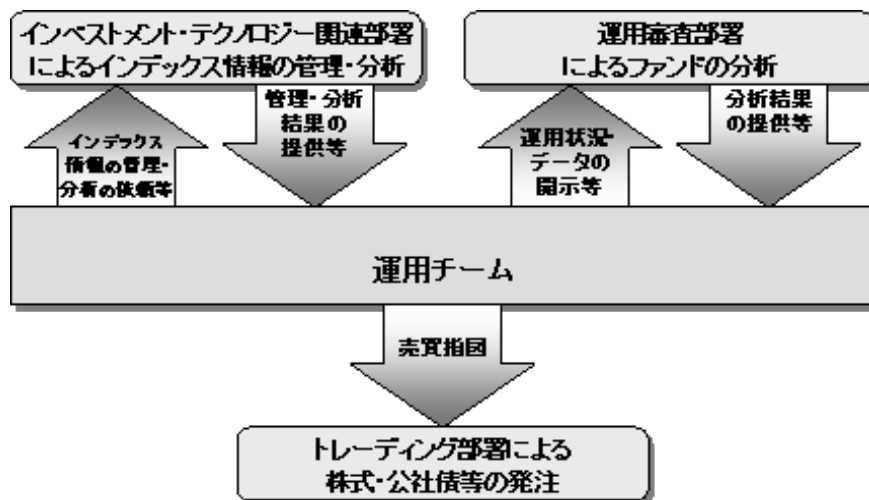 インベストメント・テクノロジー関連部署
によるインデックス情報の管理・分析
運用審査部署
によるファンドの分析
インデックス
情報の管理・
分析の依頼等
管理・分析
結果の
提供等
運用状況・
データの
開示等
分析結果
の提供等
運用チーム
売買指図
トレーディング部署による
株式・公社債等の発注